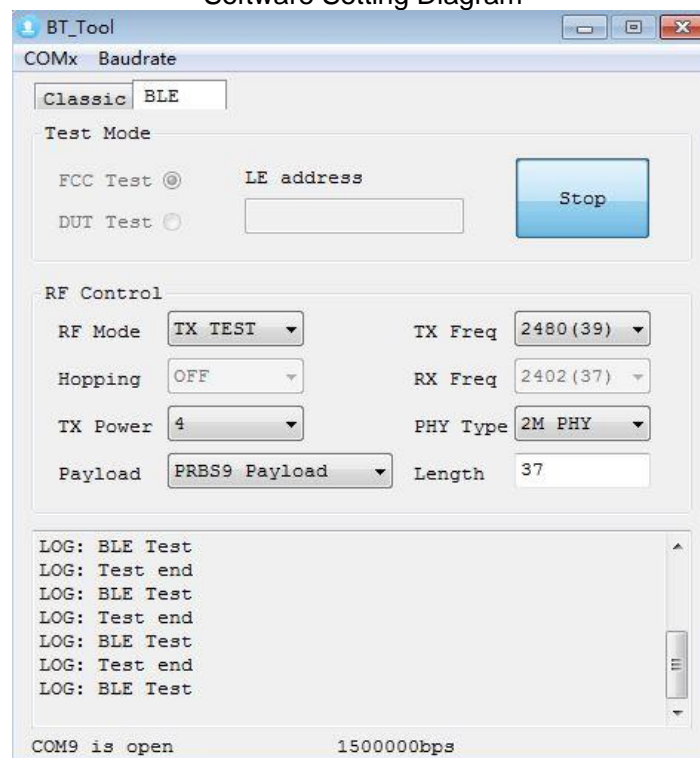 Software Setting Diagram
BT_Tool
COMx Baudrate
Classic BLE
Test Mode
FCC Test LE address
Stop
DUT Test
RF Control
RF Mode TX TEST TX Freq 2480(39)
Hopping OFF RX Freq 2402(37)
TX Power 4 PHY Type 2M PHY
Payload PRBS9 Payload Length 37
LOG: BLE Test
LOG: Test end
LOG: BLE Test
LOG: Test end
LOG: BLE Test
LOG: Test end
LOG: BLE Test
COM9 is open 1500000bps